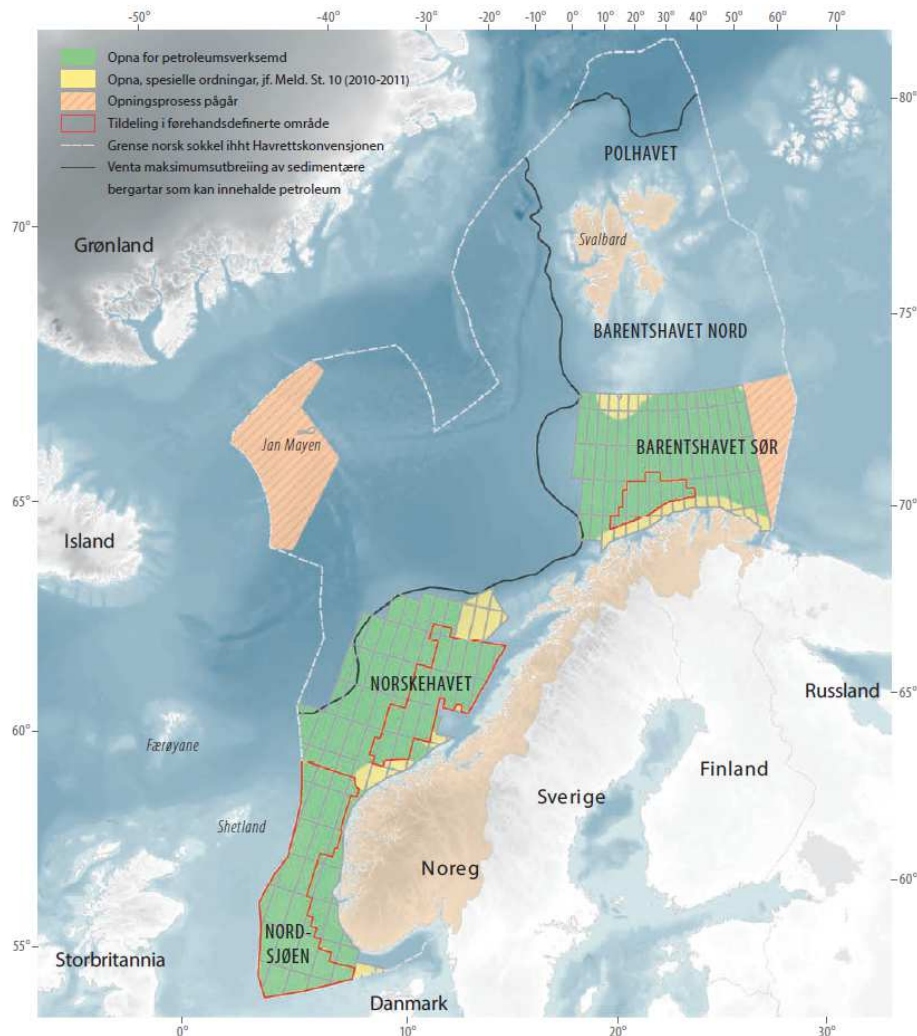 -50° -40° -30° -20° -10° 0° 10° 20° 30° 40° 50° 60° 70°
Opna for petroleumsverksemd
Opna, spesielle ordningar, jf. Meld. St. 10 (2010-2011)
Opningsprosess pågår
Tildeling i førehandsdefinerte område
Grense norsk sokkel ihht Havrettskonvensjonen
Venta maksimumsutbreiing av sedimentære
bergartar som kan innehalde petroleum
80°
POLHAVET
70°
Grønland
Svalbard
75°
BARENTSHAVET NORD
Jan Mayen
BARENTSHAVET SØR
65°
70°
Island
NORSKEHAVET
65°
Russland
60°
Færøyane
Finland
Sverige
Shetland
Noreg
60°
NORD-
SJØEN
55°
Storbritannia
Danmark
0° 10° 20° 30°